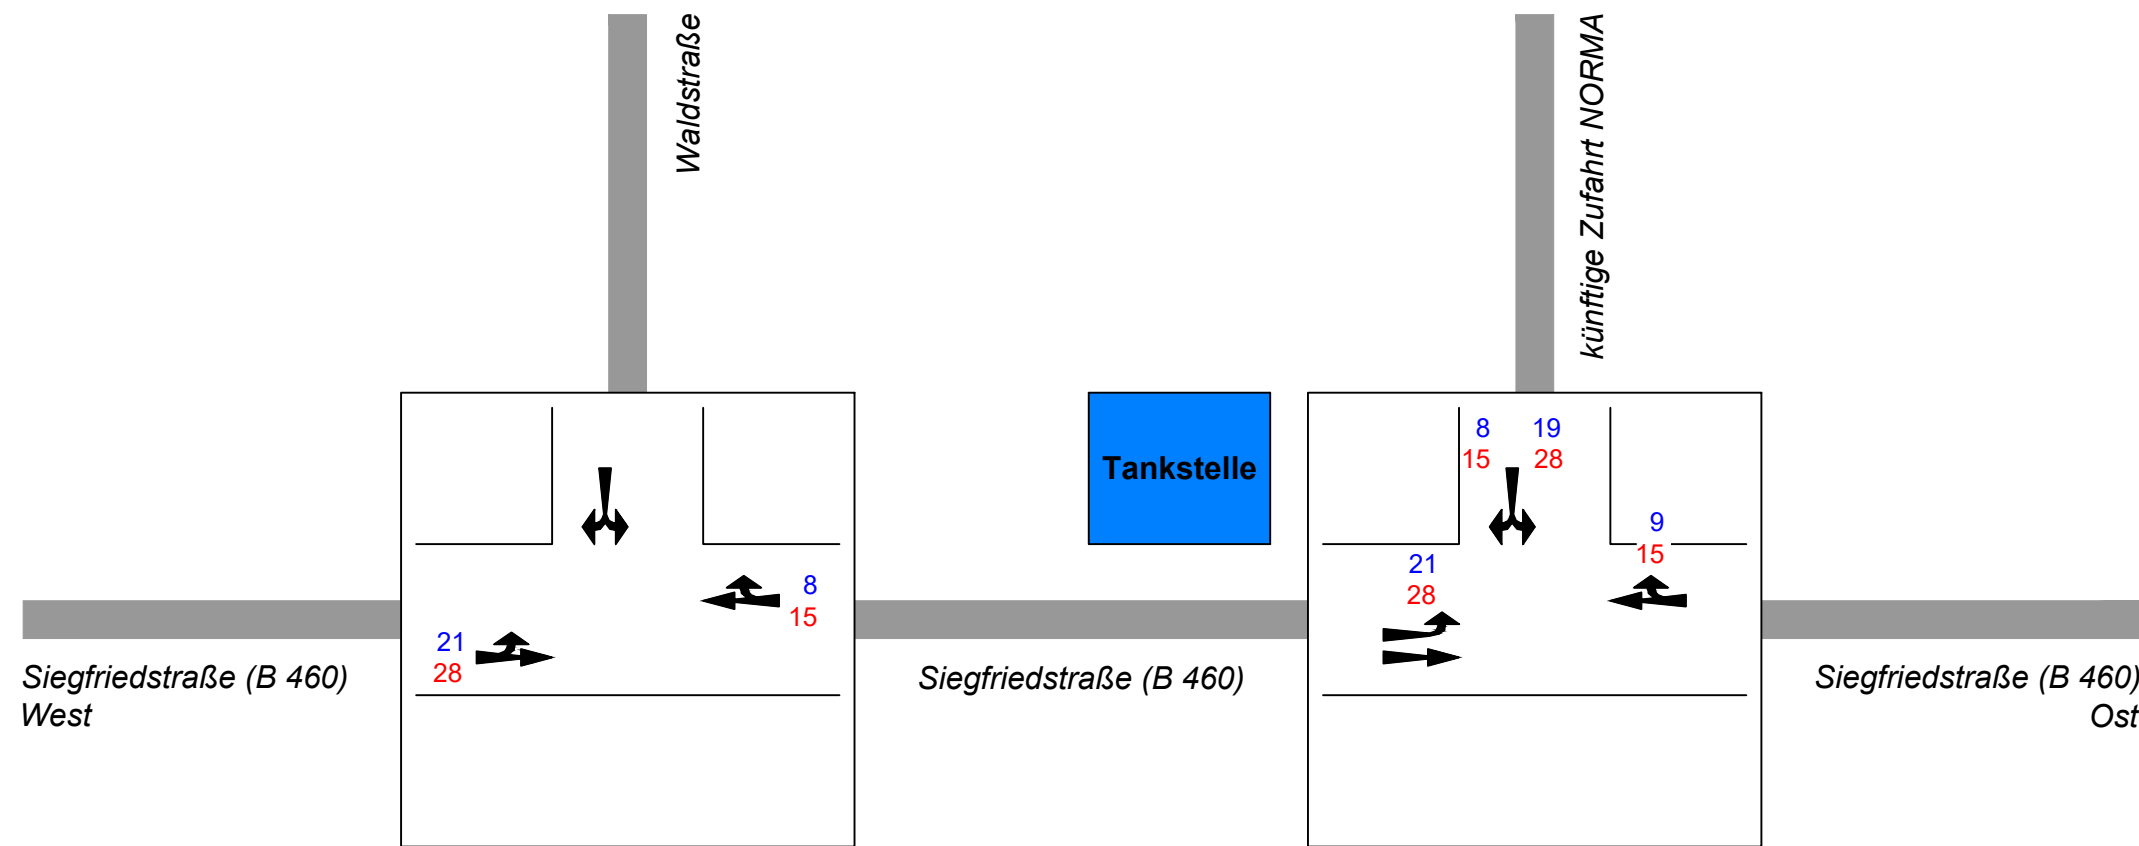 Waldstraße
künftige Zufahrt NORMA
Tankstelle
8 19
15 28
9
15
21
28
8
15
21
28
Siegfriedstraße (B 460)
West
Siegfriedstraße (B 460)
Siegfriedstraße (B 460)
Ost